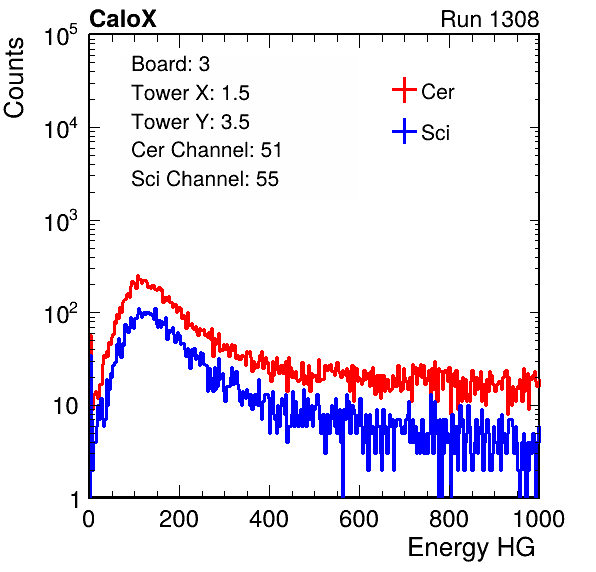 CaloX Run 1308
Counts
10^5
10^4
10^3
10^2
10
1
Board: 3
Tower X: 1.5
Tower Y: 3.5
Cer Channel: 51
Sci Channel: 55
Cer
Sci
0 200 400 600 800 1000
Energy HG